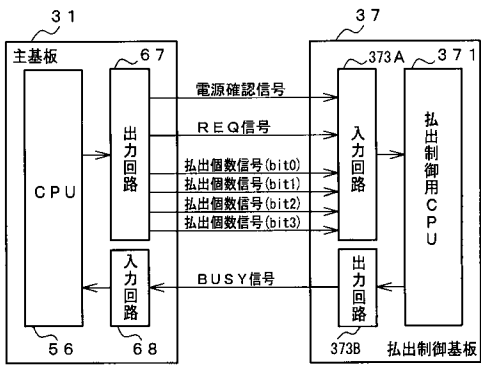 31
主基板
67
CPU
出力回路
入力回路
56
68
電源確認信号
REQ信号
払出個数信号(bit0)
払出個数信号(bit1)
払出個数信号(bit2)
払出個数信号(bit3)
BUSY信号
37
373A
371
入力回路
払出制御用CPU
出力回路
373B
払出制御基板